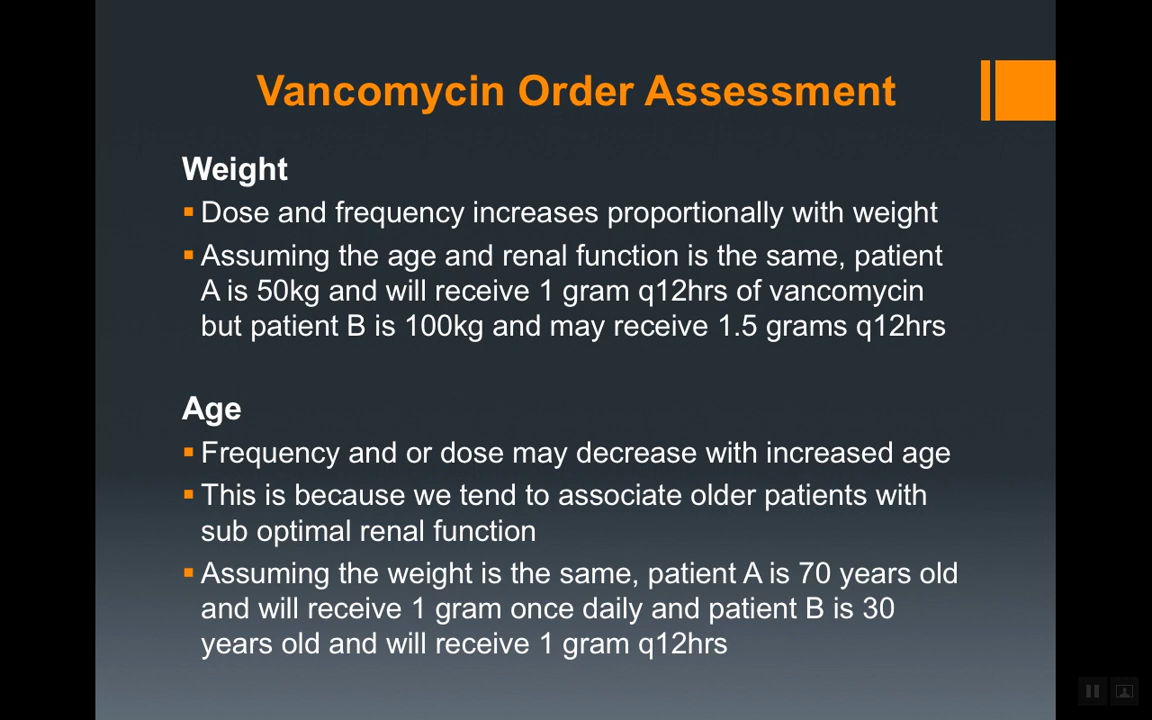 Vancomycin Order Assessment
Weight
Dose and frequency increases proportionally with weight
Assuming the age and renal function is the same, patient
A is 50kg and will receive 1 gram q12hrs of vancomycin
but patient B is 100kg and may receive 1.5 grams q12hrs
Age
Frequency and or dose may decrease with increased age
This is because we tend to associate older patients with
sub optimal renal function
Assuming the weight is the same, patient A is 70 years old
and will receive 1 gram once daily and patient B is 30
years old and will receive 1 gram q12hrs